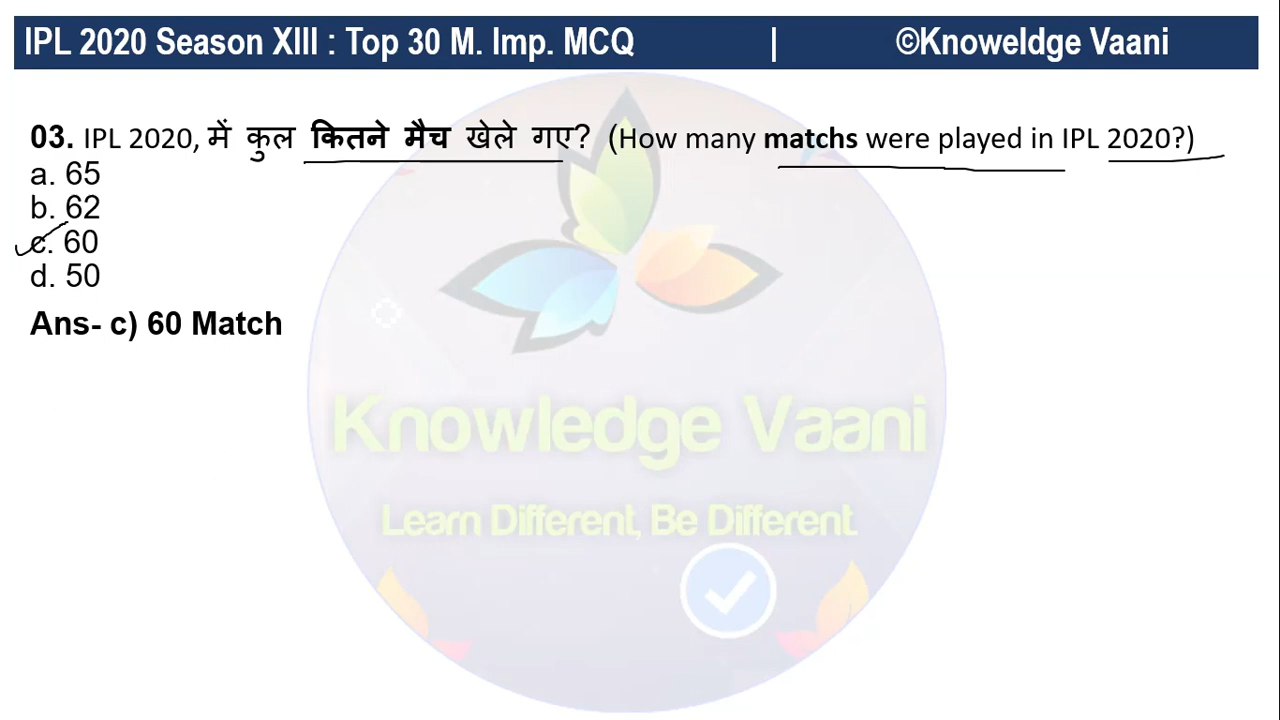 IPL 2020 Season XIII : Top 30 M. Imp. MCQ | ©Knoweldge Vaani
03. IPL 2020, में कुल कितने मैच खेले गए? (How many matchs were played in IPL 2020?)
a. 65
b. 62
c. 60
d. 50
Ans- c) 60 Match
Knowledge Vaani
Learn Different, Be Different